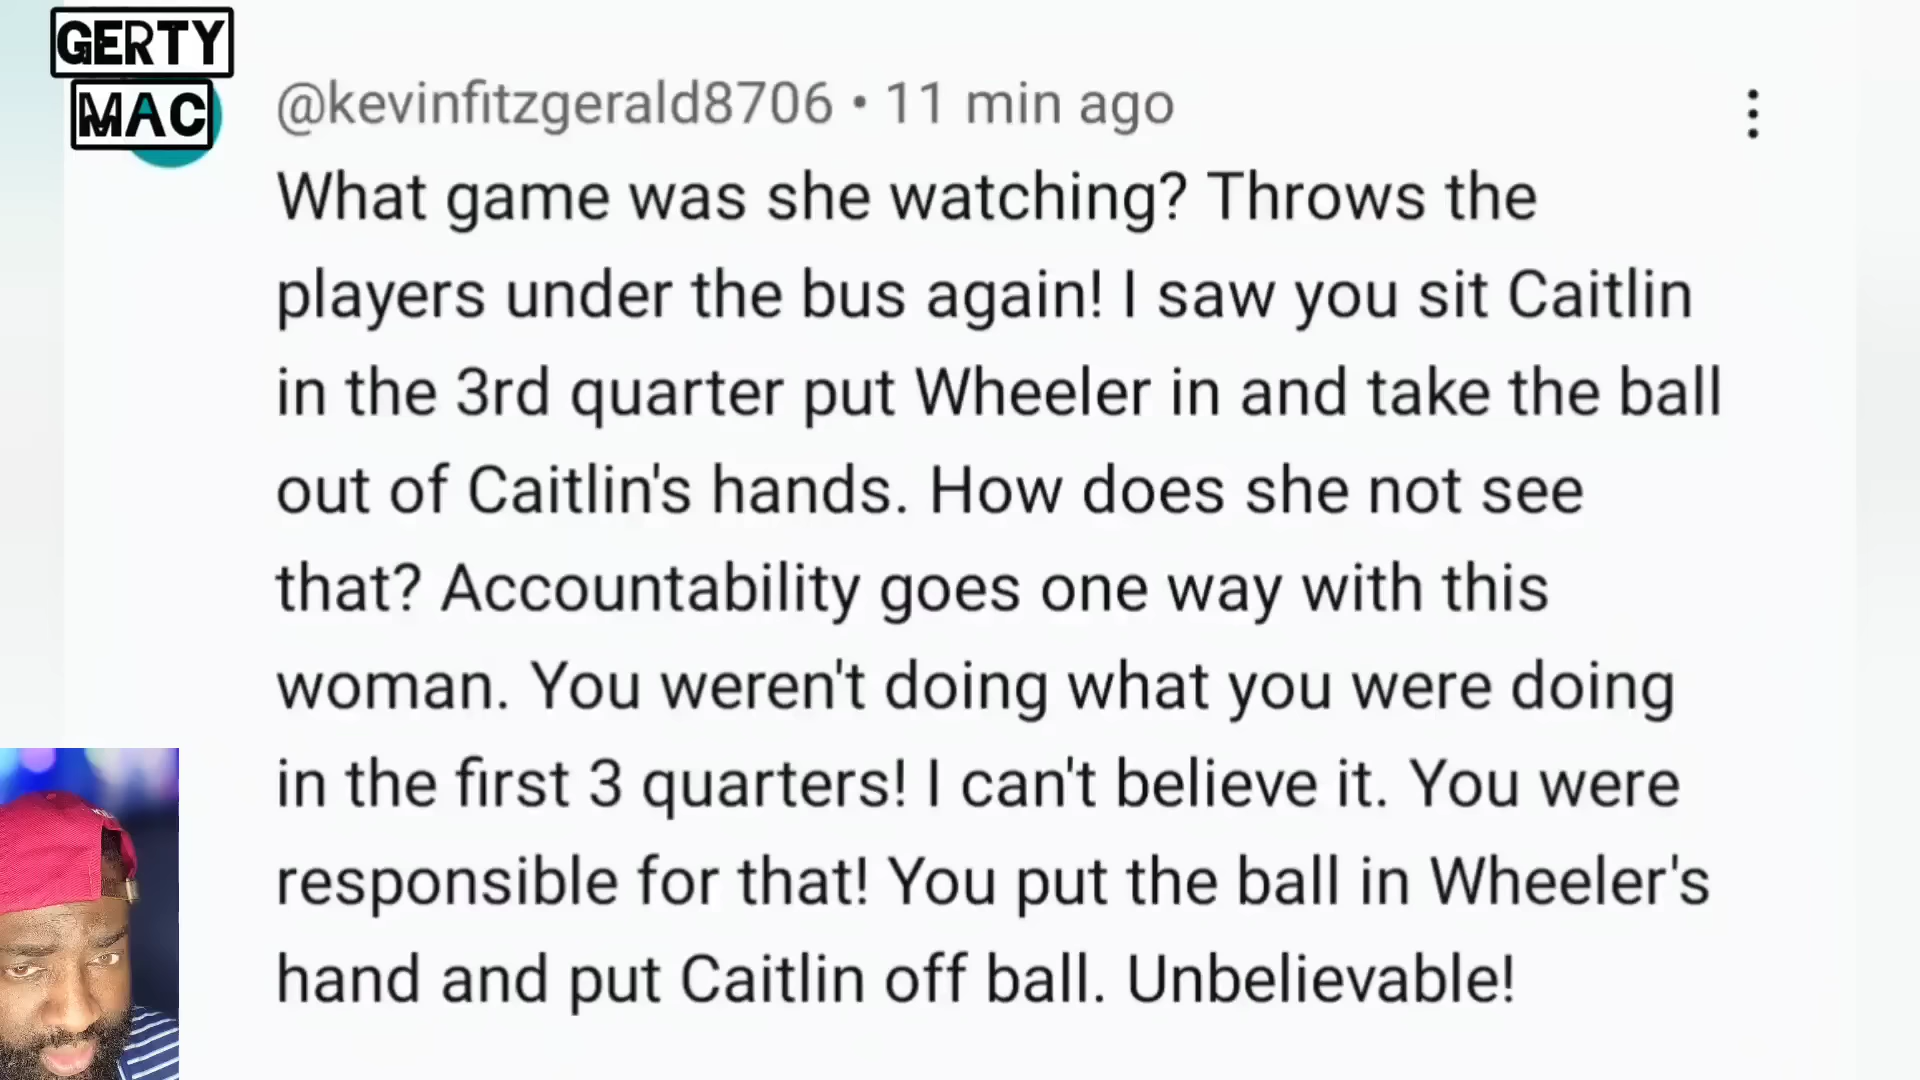 GERTY
MAC
@kevinfitzgerald8706 • 11 min ago
What game was she watching? Throws the
players under the bus again! I saw you sit Caitlin
in the 3rd quarter put Wheeler in and take the ball
out of Caitlin's hands. How does she not see
that? Accountability goes one way with this
woman. You weren't doing what you were doing
in the first 3 quarters! I can't believe it. You were
responsible for that! You put the ball in Wheeler's
hand and put Caitlin off ball. Unbelievable!